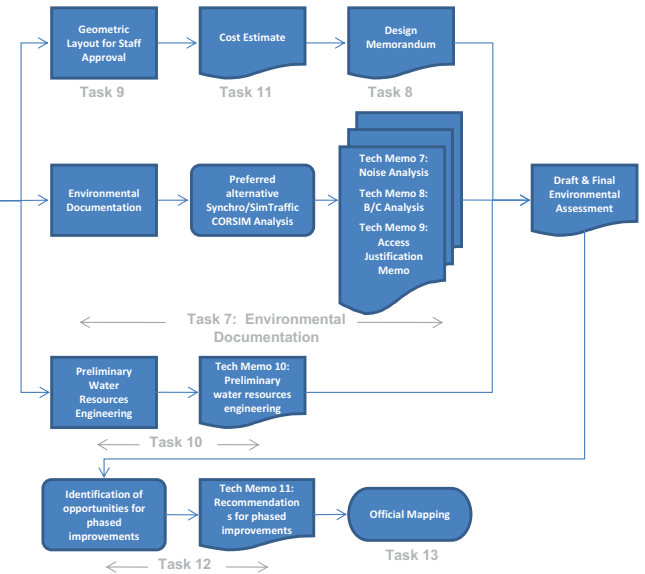 Geometric
Layout for Staff
Approval
Cost Estimate
Design
Memorandum
Task 9
Task 11
Task 8
Environmental
Documentation
Preferred
alternative
Synchro/SimTraffic
CORSIM Analysis
Tech Memo 7:
Noise Analysis
Tech Memo 8:
B/C Analysis
Tech Memo 9:
Access
Justification
Memo
Draft & Final
Environmental
Assessment
Task 7:  Environmental
Documentation
Preliminary
Water
Resources
Engineering
Tech Memo 10:
Preliminary
water resources
engineering
Task 10
Identification of
opportunities for
phased
improvements
Tech Memo 11:
Recommendation
s for phased
improvements
Official Mapping
Task 12
Task 13